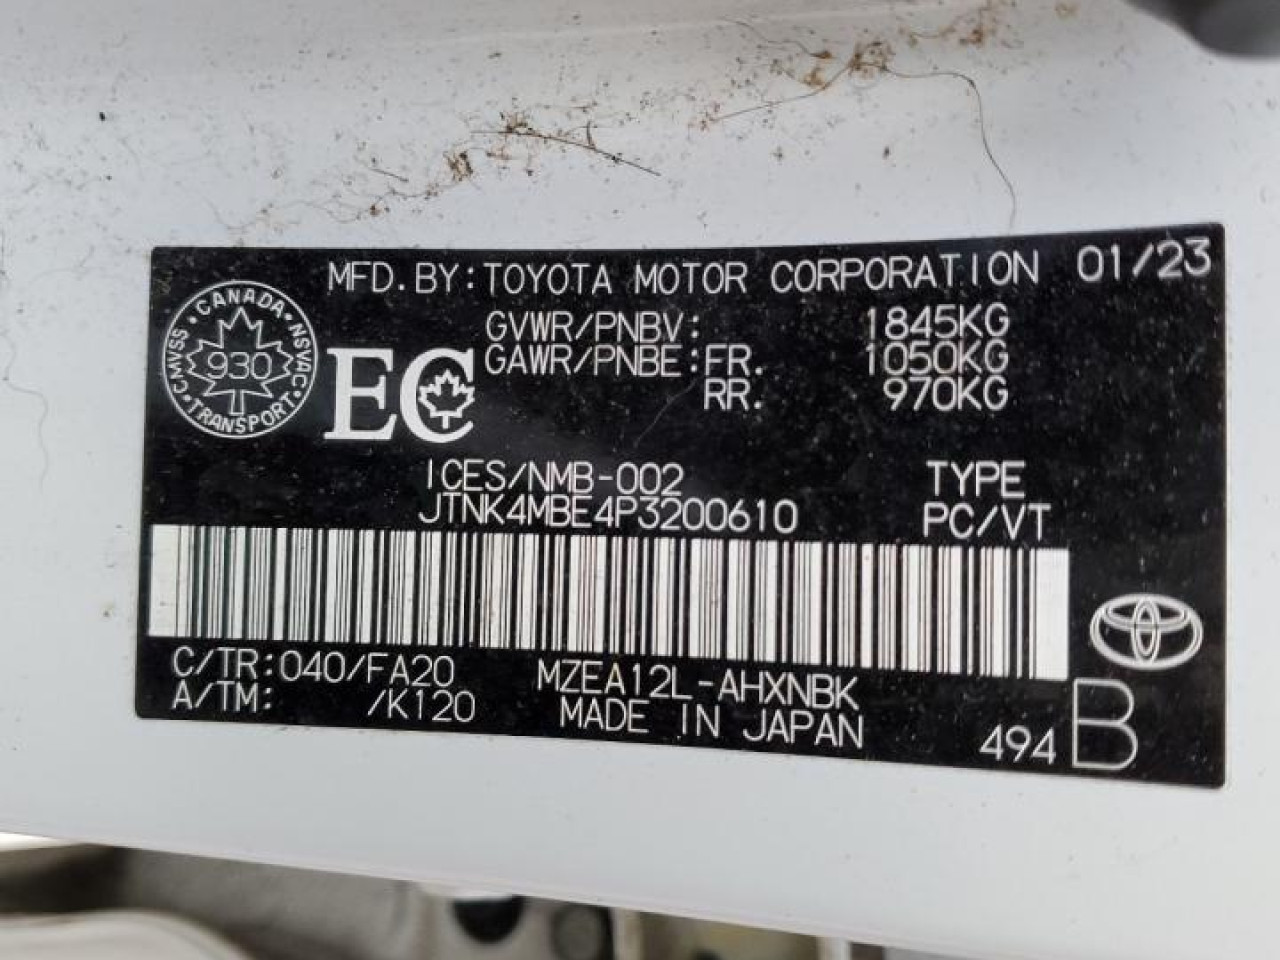 MFD. BY: TOYOTA MOTOR CORPORATION 01/23
CANADA
CMVSS 930 NSVAC
TRANSPORT
GVWR/PNBV: 1845KG
GAWR/PNBE: FR. 1050KG
RR. 970KG
EC
ICES/NMB-002 TYPE
JTNK4MBE4P3200610 PC/VT
C/TR: 040/FA20 MZEA12L-AHXNBK
A/TM: /K120 MADE IN JAPAN
494 B